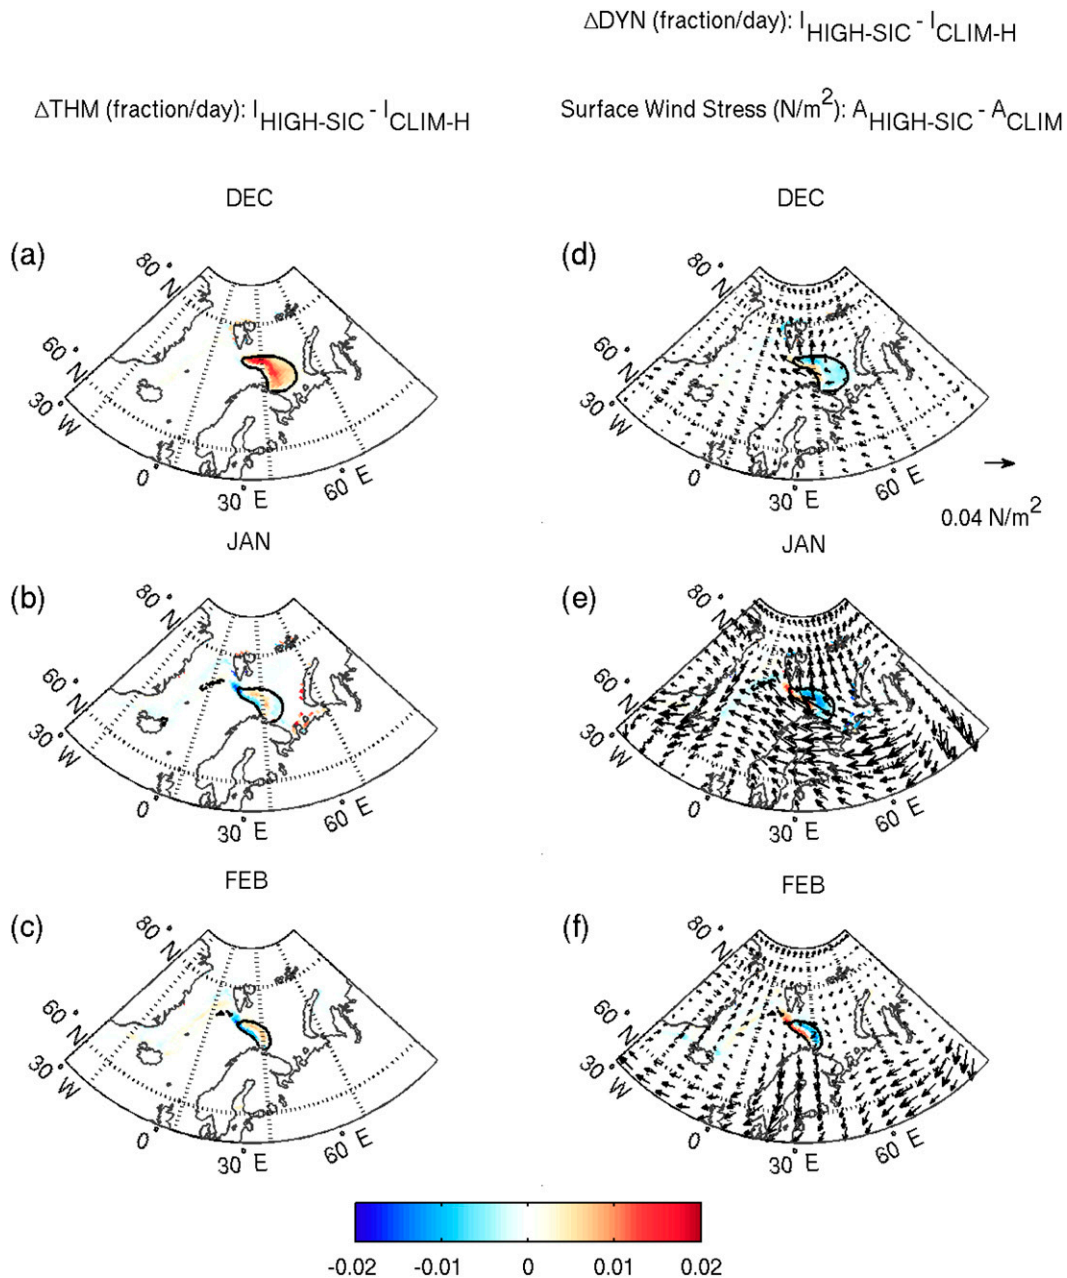 ΔDYN (fraction/day): I_HIGH-SIC - I_CLIM-H
ΔTHM (fraction/day): I_HIGH-SIC - I_CLIM-H
Surface Wind Stress (N/m²): A_HIGH-SIC - A_CLIM
DEC
DEC
(a)
80 °N
60 °
30 °W
0 °
30 °E
60 °E
(d)
80 °N
60 °
30 °W
0 °
30 °E
60 °E
0.04 N/m²
JAN
JAN
(b)
80 °N
60 °
30 °W
0 °
30 °E
60 °E
(e)
80 °N
60 °
30 °W
0 °
30 °E
60 °E
FEB
FEB
(c)
80 °N
60 °
30 °W
0 °
30 °E
60 °E
(f)
80 °N
60 °
30 °W
0 °
30 °E
60 °E
-0.02 -0.01 0 0.01 0.02